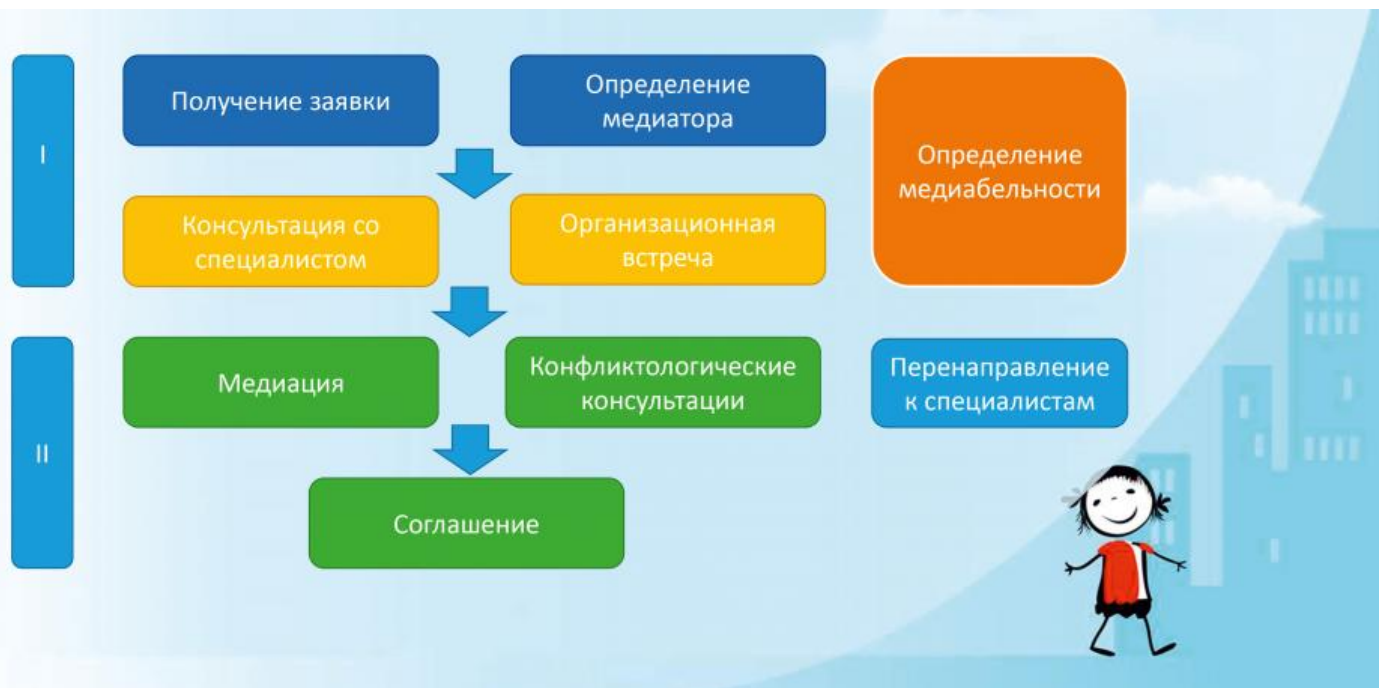 I
Получение заявки
Определение
медиатора
Определение
медиабельности
Консультация со
специалистом
Организационная
встреча
II
Медиация
Конфликтологические
консультации
Перенаправление
к специалистам
Соглашение